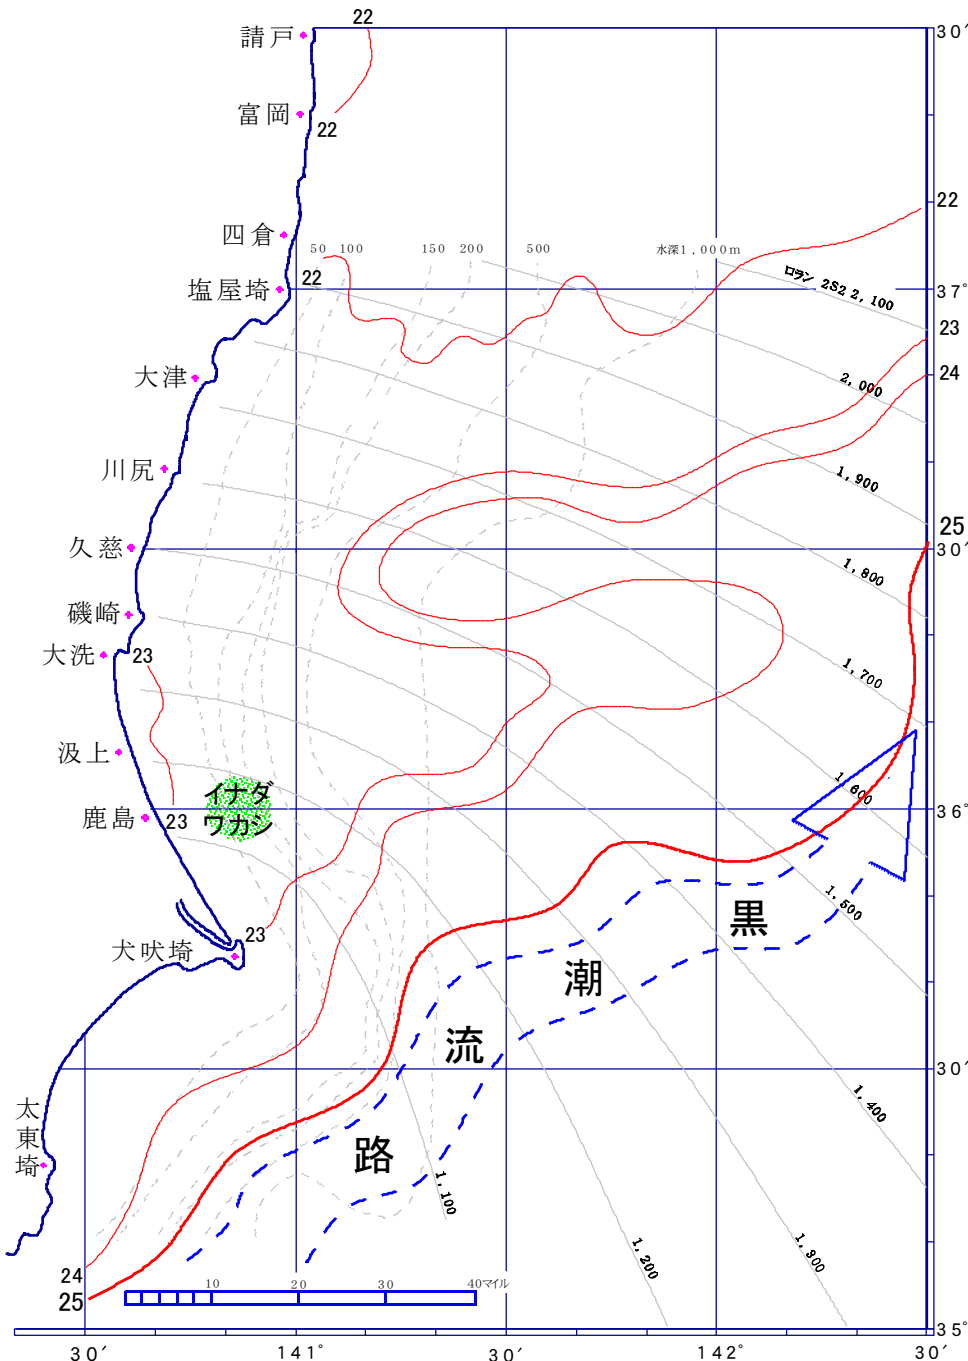 22
30′
請戸
富岡
22
22
四倉
50 100 150 200 500 水深1,000m
ロラン 2S2 2,100
塩屋埼
22
37°
23
大津
24
2,000
川尻
1,900
25
久慈
30′
1,800
磯崎
大洗
23
1,700
汲上
イナダ
ワカシ
1,600
鹿島
23
36°
1,500
黒
潮
流
路
23
犬吠埼
30′
1,400
太東埼
1,100
1,200
1,300
24
25
10 20 30 40マイル
35°
30′ 141° 30′ 142° 30′